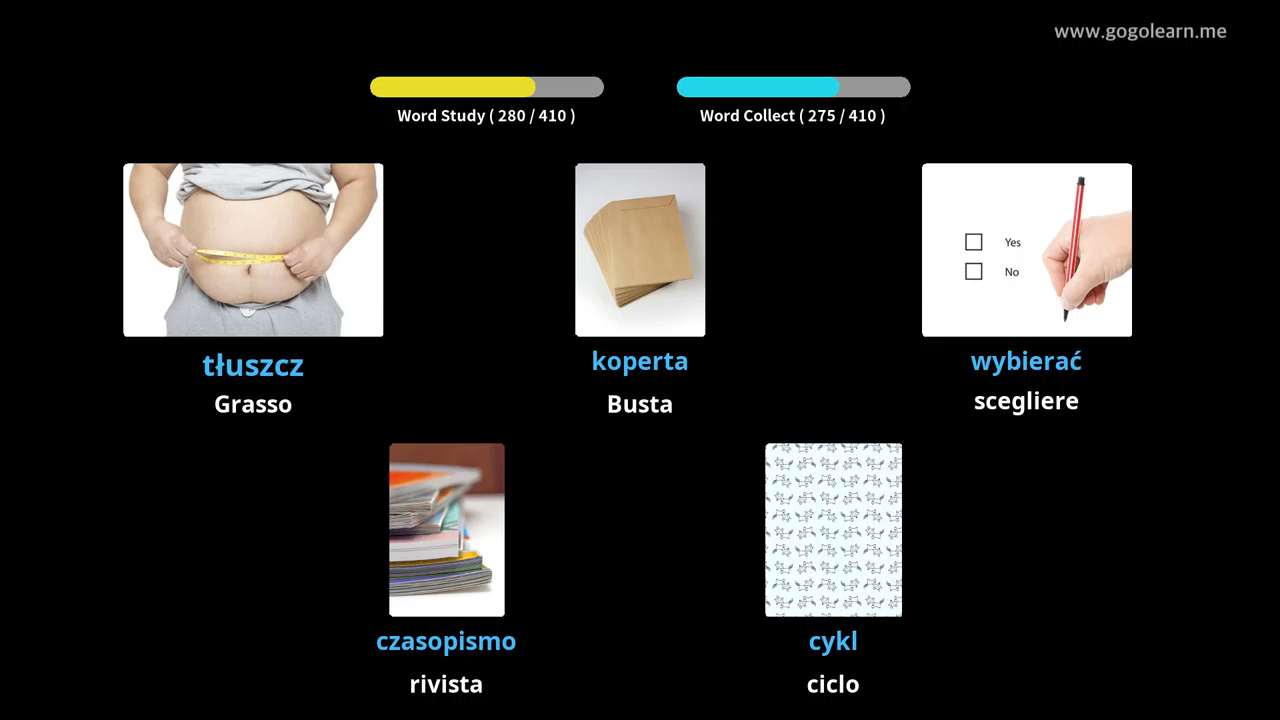 www.gogolearn.me
Word Study ( 280 / 410 )
Word Collect ( 275 / 410 )
Yes
No
tłuszcz
koperta
wybierać
Grasso
Busta
scegliere
czasopismo
cykl
rivista
ciclo